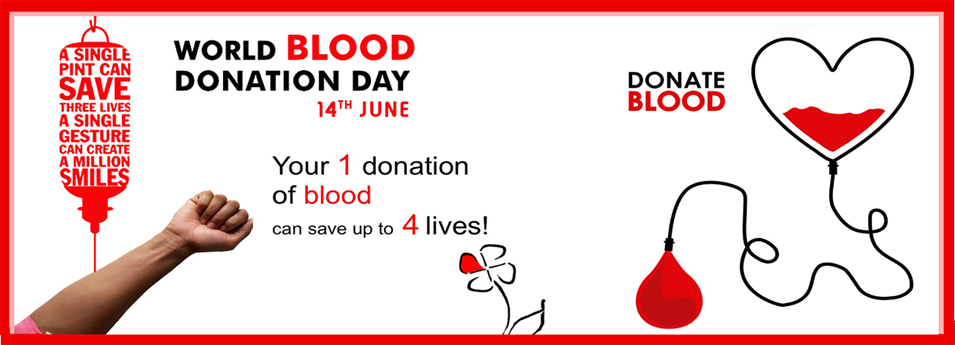 A SINGLE
PINT CAN
SAVE
THREE LIVES
A SINGLE
GESTURE
CAN CREATE
A MILLION
SMILES
WORLD BLOOD
DONATION DAY
14TH JUNE
Your 1 donation
of blood
can save up to 4 lives!
DONATE
BLOOD